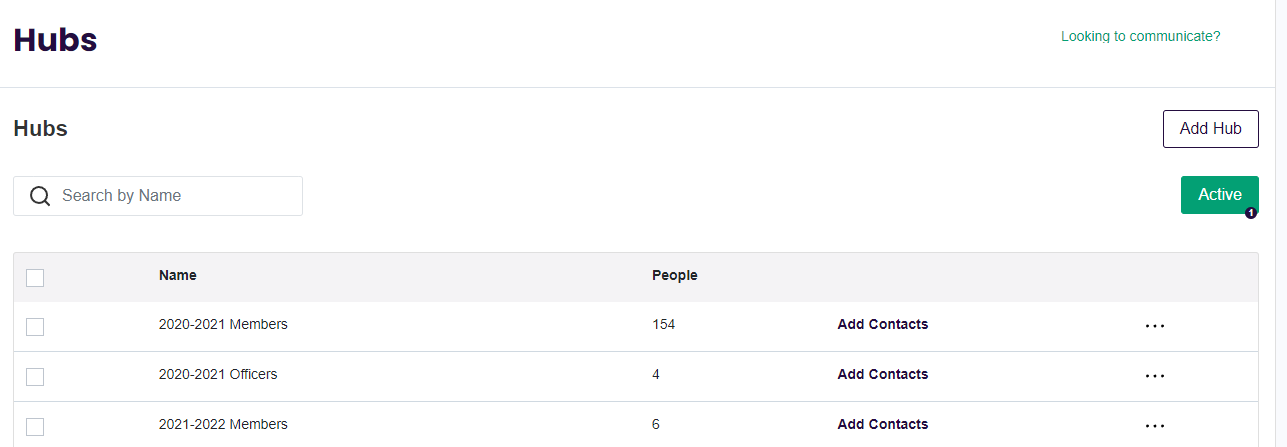 Hubs
Looking to communicate?
Hubs
Add Hub
Search by Name
Active
1
Name People
2020-2021 Members 154 Add Contacts ...
2020-2021 Officers 4 Add Contacts ...
2021-2022 Members 6 Add Contacts ...